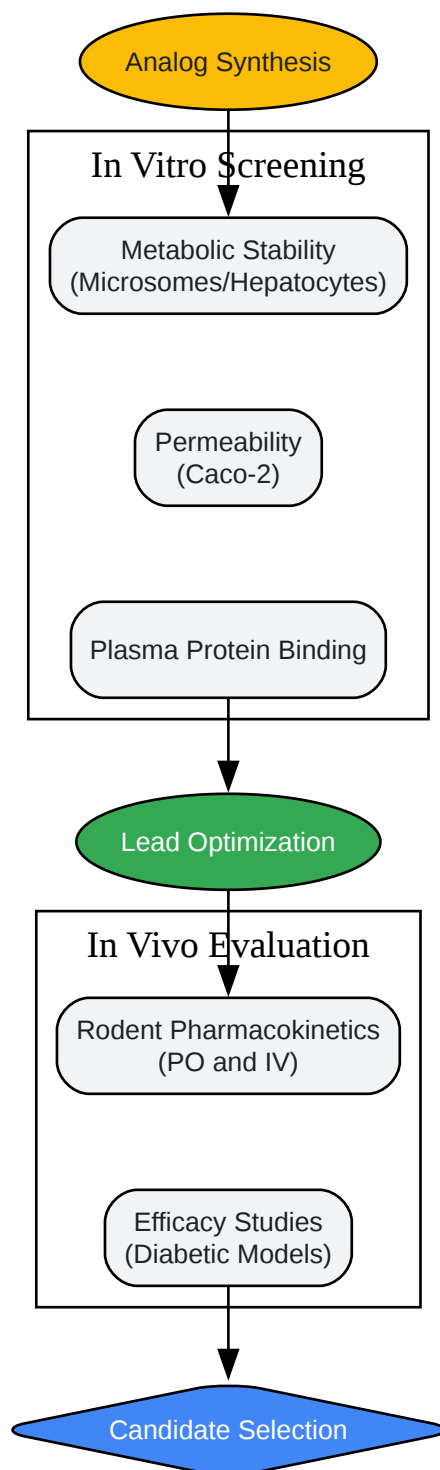 Analog Synthesis
In Vitro Screening
Metabolic Stability
(Microsomes/Hepatocytes)
Permeability
(Caco-2)
Plasma Protein Binding
Lead Optimization
In Vivo Evaluation
Rodent Pharmacokinetics
(PO and IV)
Efficacy Studies
(Diabetic Models)
Candidate Selection